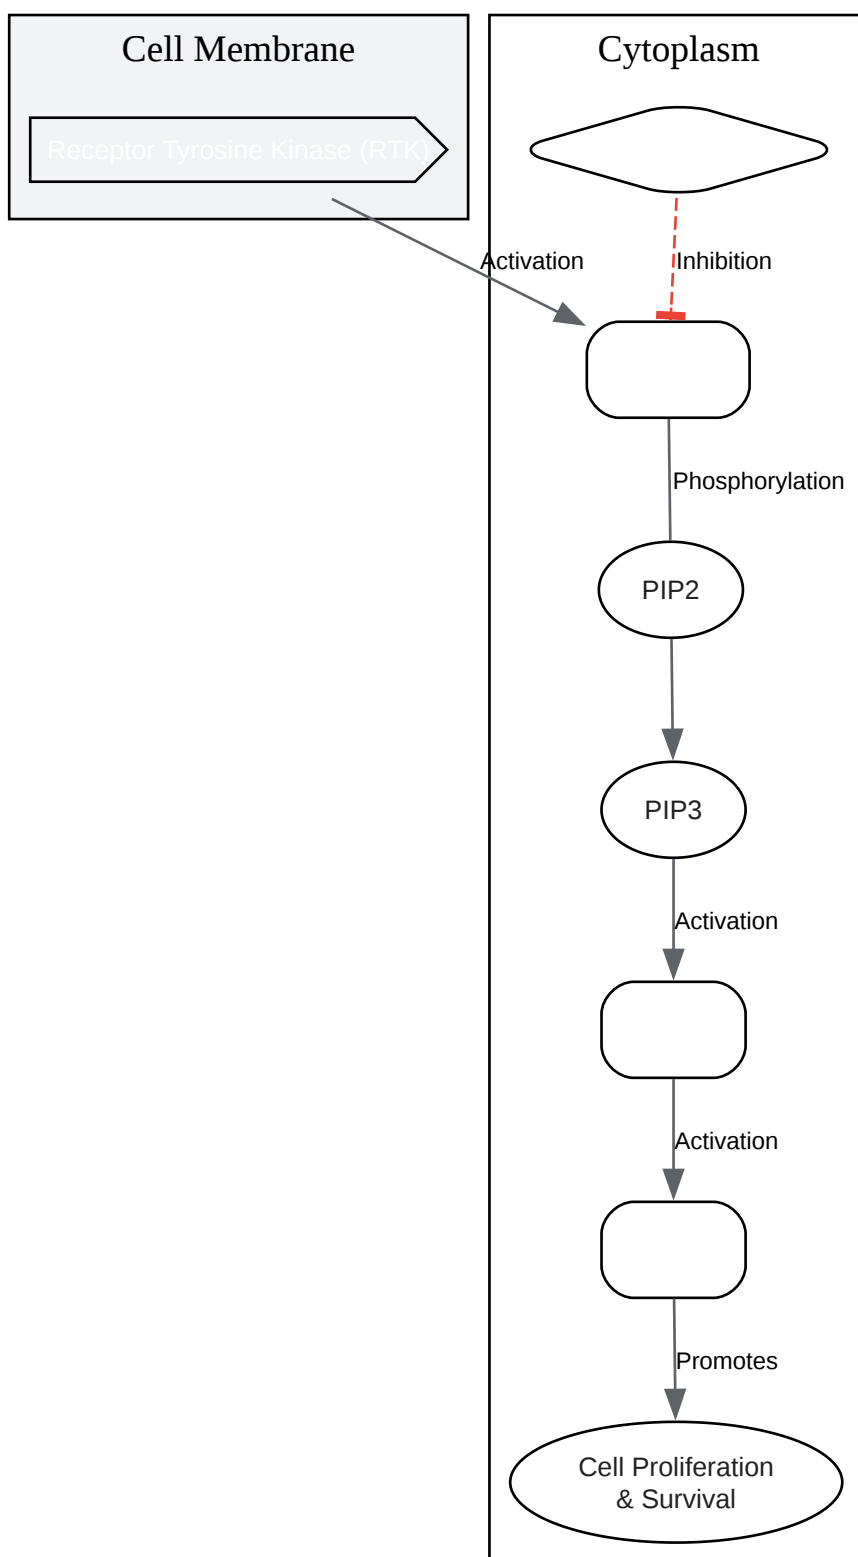 Cell Membrane
Cytoplasm
Receptor Tyrosine Kinase (RTK)
Activation
Inhibition
Phosphorylation
PIP2
PIP3
Activation
Activation
Promotes
Cell Proliferation
& Survival